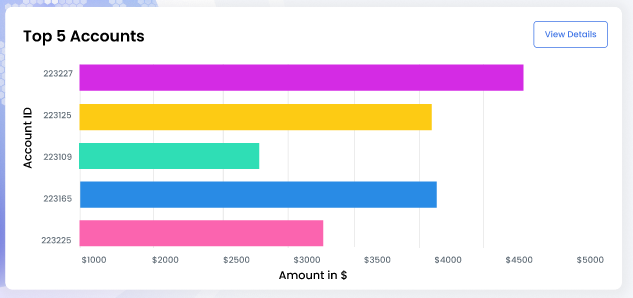 Top 5 Accounts
View Details
Account ID
223227
223125
223109
223165
223225
$1000 $2000 $2500 $3000 $3500 $4000 $4500 $5000
Amount in $